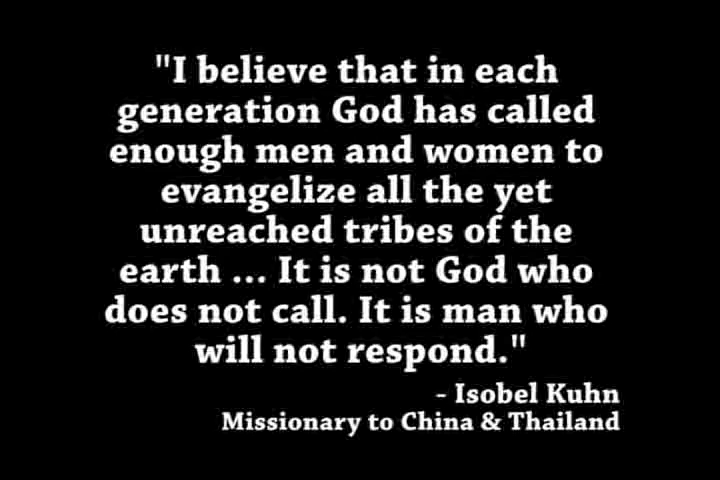 "I believe that in each
generation God has called
enough men and women to
evangelize all the yet
unreached tribes of the
earth ... It is not God who
does not call. It is man who
will not respond."
- Isobel Kuhn
Missionary to China & Thailand